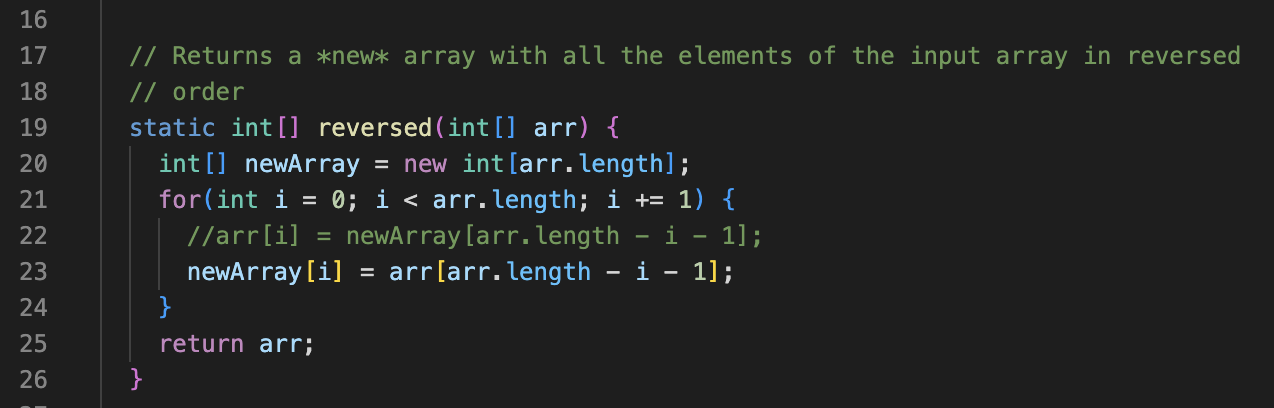 16
17 // Returns a *new* array with all the elements of the input array in reversed
18 // order
19 static int[] reversed(int[] arr) {
20 int[] newArray = new int[arr.length];
21 for(int i = 0; i < arr.length; i += 1) {
22 //arr[i] = newArray[arr.length - i - 1];
23 newArray[i] = arr[arr.length - i - 1];
24 }
25 return arr;
26 }